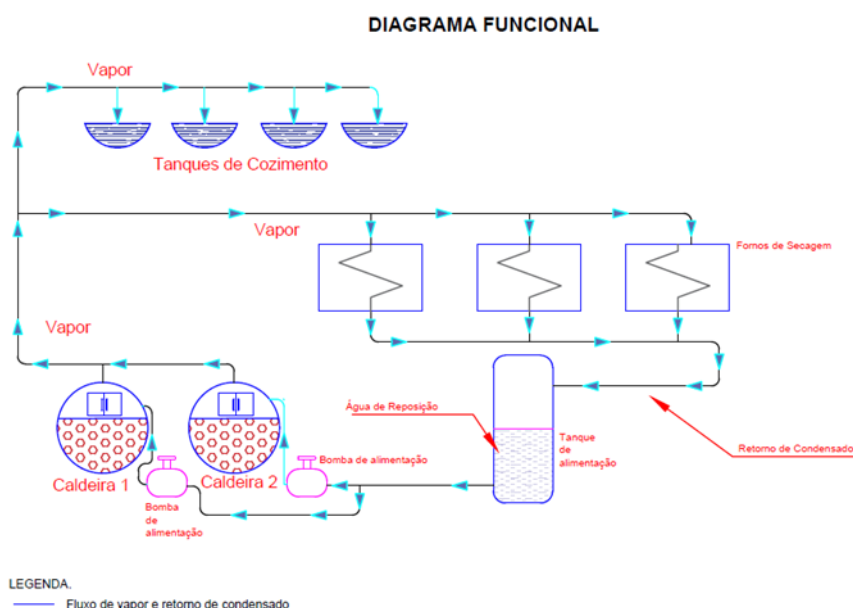 DIAGRAMA FUNCIONAL
Vapor
Tanques de Cozimento
Vapor
Fornos de Secagem
Vapor
Água de Reposição
Tanque
de
alimentação
Retorno de Condensado
Bomba de alimentação
Caldeira 1
Caldeira 2
Bomba
de
alimentação
LEGENDA.
Fluxo de vapor e retorno de condensado